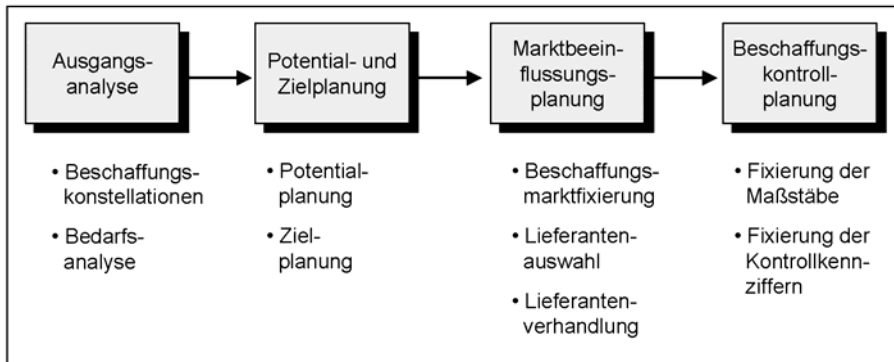 Ausgangs-
analyse
Potential- und
Zielplanung
Marktbeein-
flussungs-
planung
Beschaffungs-
kontroll-
planung
• Beschaffungs-
konstellationen
• Bedarfs-
analyse
• Potential-
planung
• Ziel-
planung
• Beschaffungs-
marktfixierung
• Lieferanten-
auswahl
• Lieferanten-
verhandlung
• Fixierung der
Maßstäbe
• Fixierung der
Kontrollkenn-
ziffern